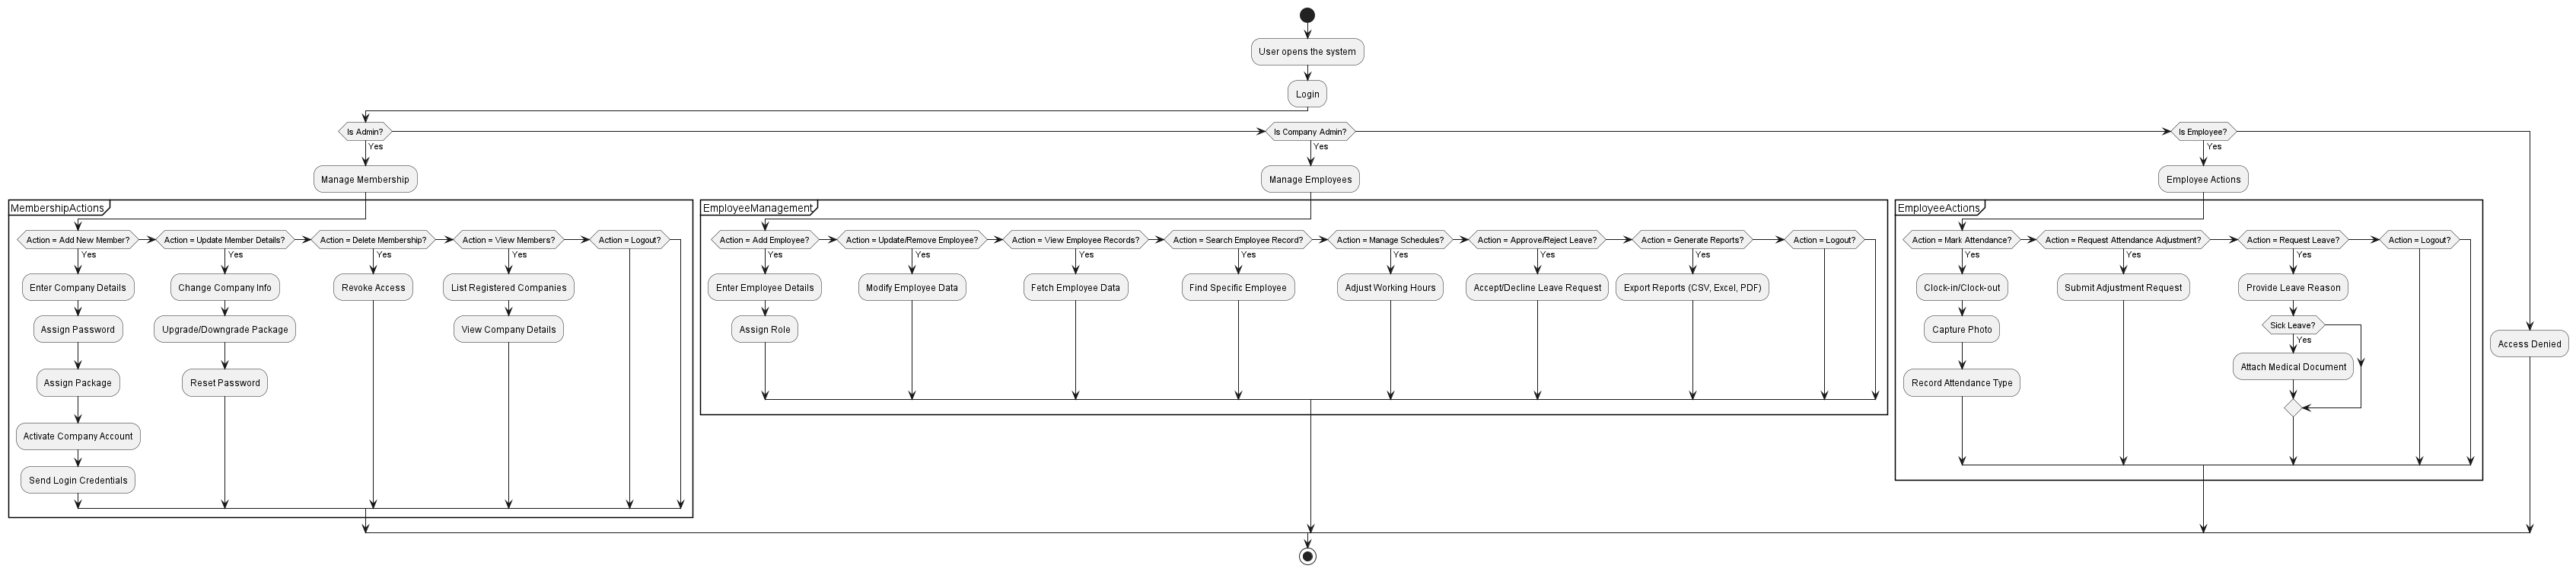 User opens the system
Login
Is Admin?
Yes
Is Company Admin?
Yes
Is Employee?
Yes
Manage Membership
Manage Employees
Employee Actions
MembershipActions
Action = Add New Member?
Yes
Action = Update Member Details?
Yes
Action = Delete Membership?
Yes
Action = View Members?
Yes
Action = Logout?
Enter Company Details
Assign Password
Assign Package
Activate Company Account
Send Login Credentials
Change Company Info
Upgrade/Downgrade Package
Reset Password
Revoke Access
List Registered Companies
View Company Details
EmployeeManagement
Action = Add Employee?
Yes
Action = Update/Remove Employee?
Yes
Action = View Employee Records?
Yes
Action = Search Employee Record?
Yes
Action = Manage Schedules?
Yes
Action = Approve/Reject Leave?
Yes
Action = Generate Reports?
Yes
Action = Logout?
Enter Employee Details
Assign Role
Modify Employee Data
Fetch Employee Data
Find Specific Employee
Adjust Working Hours
Accept/Decline Leave Request
Export Reports (CSV, Excel, PDF)
EmployeeActions
Action = Mark Attendance?
Yes
Action = Request Attendance Adjustment?
Yes
Action = Request Leave?
Yes
Action = Logout?
Clock-in/Clock-out
Capture Photo
Record Attendance Type
Submit Adjustment Request
Provide Leave Reason
Sick Leave?
Yes
Attach Medical Document
Access Denied